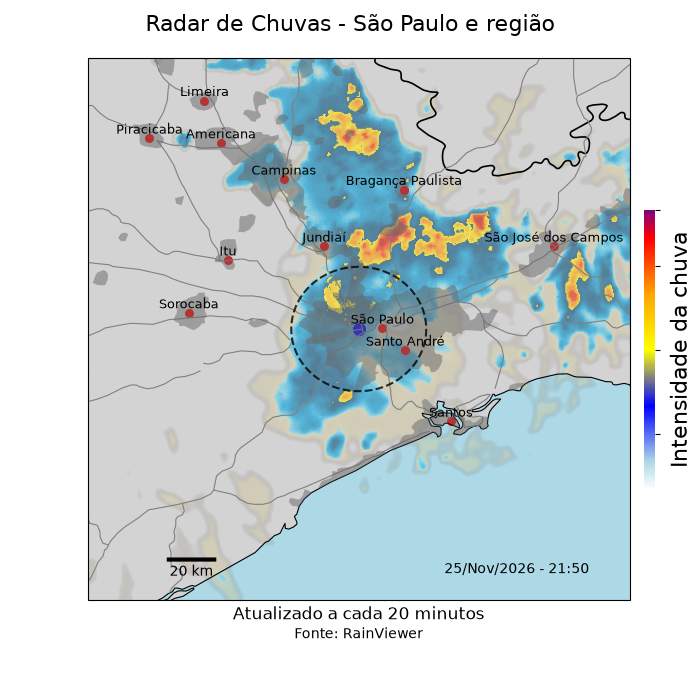 Radar de Chuvas - São Paulo e região
Limeira
Piracicaba
Americana
Campinas
Bragança Paulista
Jundiaí
São José dos Campos
Itu
Sorocaba
São Paulo
Santo André
Santos
Intensidade da chuva
20 km
25/Nov/2026 - 21:50
Atualizado a cada 20 minutos
Fonte: RainViewer